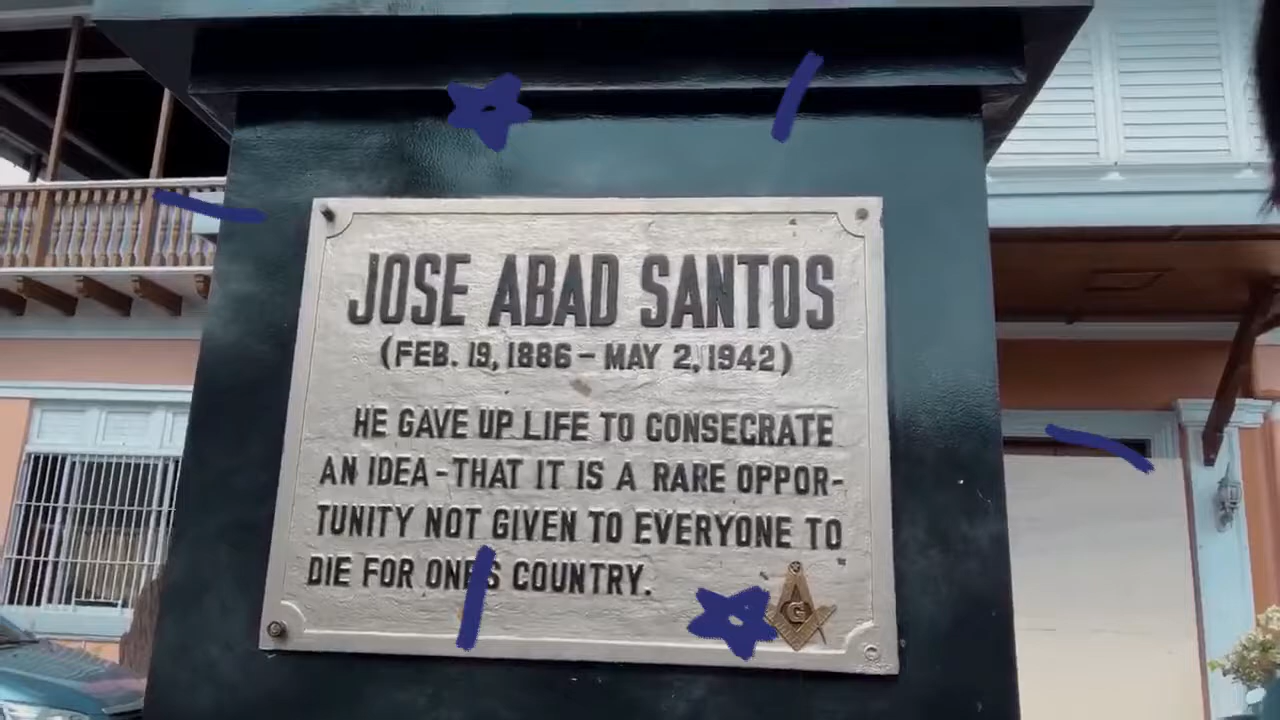 JOSE ABAD SANTOS
(FEB. 19, 1886 - MAY 2, 1942)
HE GAVE UP LIFE TO CONSECRATE
AN IDEA - THAT IT IS A RARE OPPOR-
TUNITY NOT GIVEN TO EVERYONE TO
DIE FOR ONE'S COUNTRY.
G